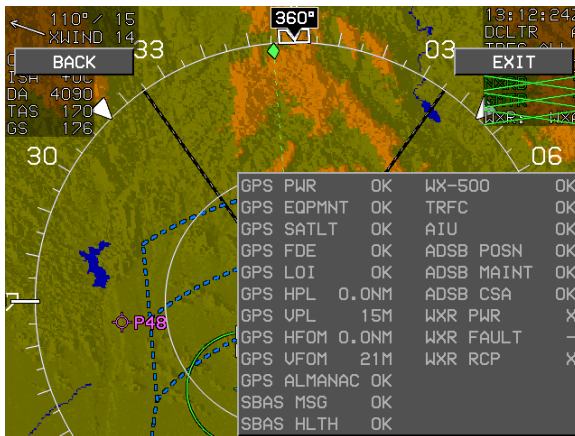 110° / 15
XWIND 14
360°
13:12:24Z
DCLTR A
BACK
33
03
EXIT
ISA +0C
DA 4090
TAS 170
GS 176
30
06
GPS PWR OK WX-500 OK
GPS EQPMNT OK TRFC OK
GPS SATLT OK AIU OK
GPS FDE OK ADSB POSN OK
GPS LOI OK ADSB MAINT OK
GPS HPL 0.0NM ADSB CSA OK
GPS VPL 15M WXR PWR X
GPS HFOM 0.0NM WXR FAULT -
GPS VFOM 21M WXR RCP X
GPS ALMANAC OK
SBAS MSG OK
SBAS HLTH OK
P48